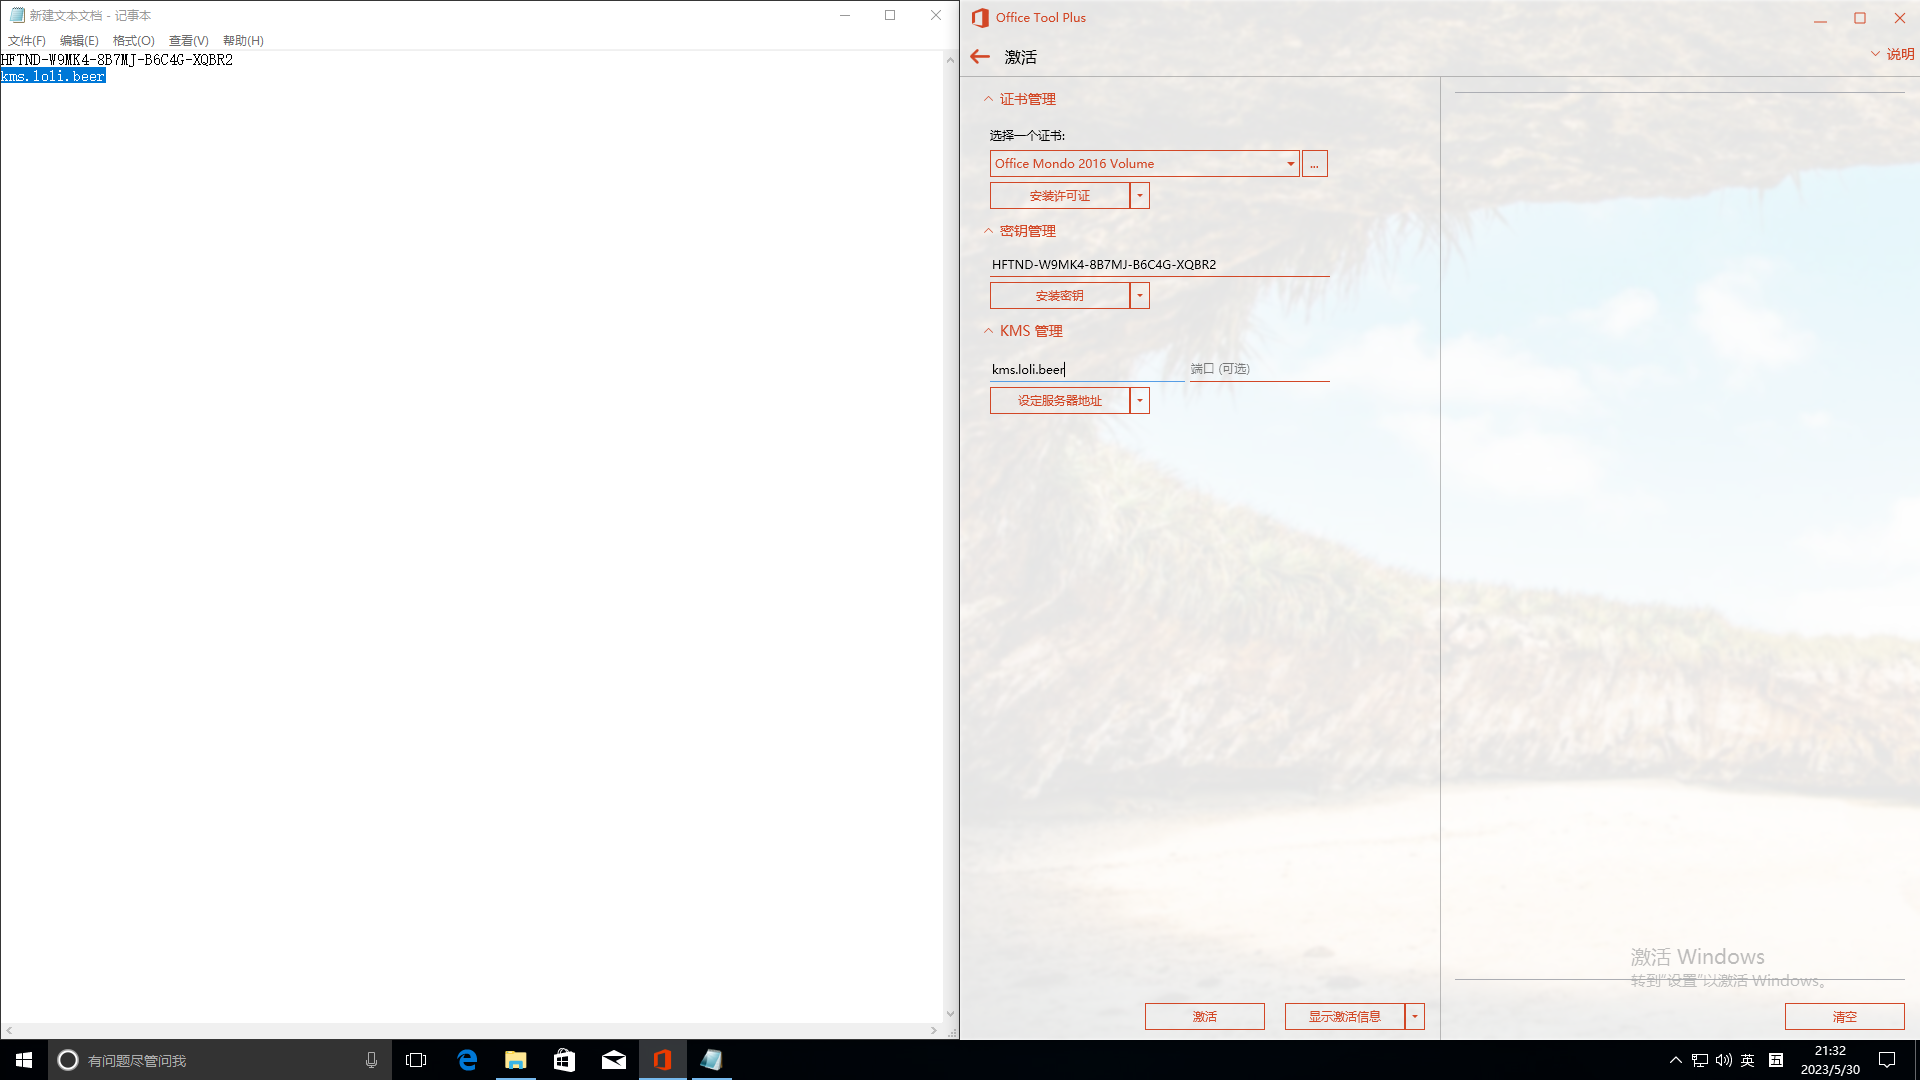 新建文本文档 - 记事本
文件(F) 编辑(E) 格式(O) 查看(V) 帮助(H)
HFTND-W9MK4-8B7MJ-B6C4G-XQBR2
kms.loli.beer
Office Tool Plus
激活
说明
证书管理
选择一个证书:
Office Mondo 2016 Volume
...
安装许可证
密钥管理
HFTND-W9MK4-8B7MJ-B6C4G-XQBR2
安装密钥
KMS 管理
kms.loli.beer 端口 (可选)
设定服务器地址
激活 Windows
转到"设置"以激活 Windows。
激活 显示激活信息 清空
有问题尽管问我
英
21:32
2023/5/30